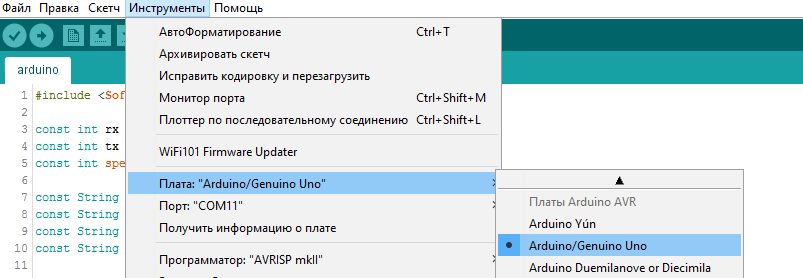 Файл Правка Скетч Инструменты Помощь
АвтоФорматирование Ctrl+T
Архивировать скетч
arduino
Исправить кодировку и перезагрузить
1 #include <Sof
Монитор порта Ctrl+Shift+M
2
Плоттер по последовательному соединению Ctrl+Shift+L
3 const int rx
4 const int tx
WiFi101 Firmware Updater
5 const int spe
6
Плата: "Arduino/Genuino Uno"
7 const String
Платы Arduino AVR
Порт: "COM11"
8 const String
Arduino Yún
Получить информацию о плате
9 const String
Arduino/Genuino Uno
10 const String
Программатор: "AVRISP mkII"
11
Arduino Duemilanove or Diecimila